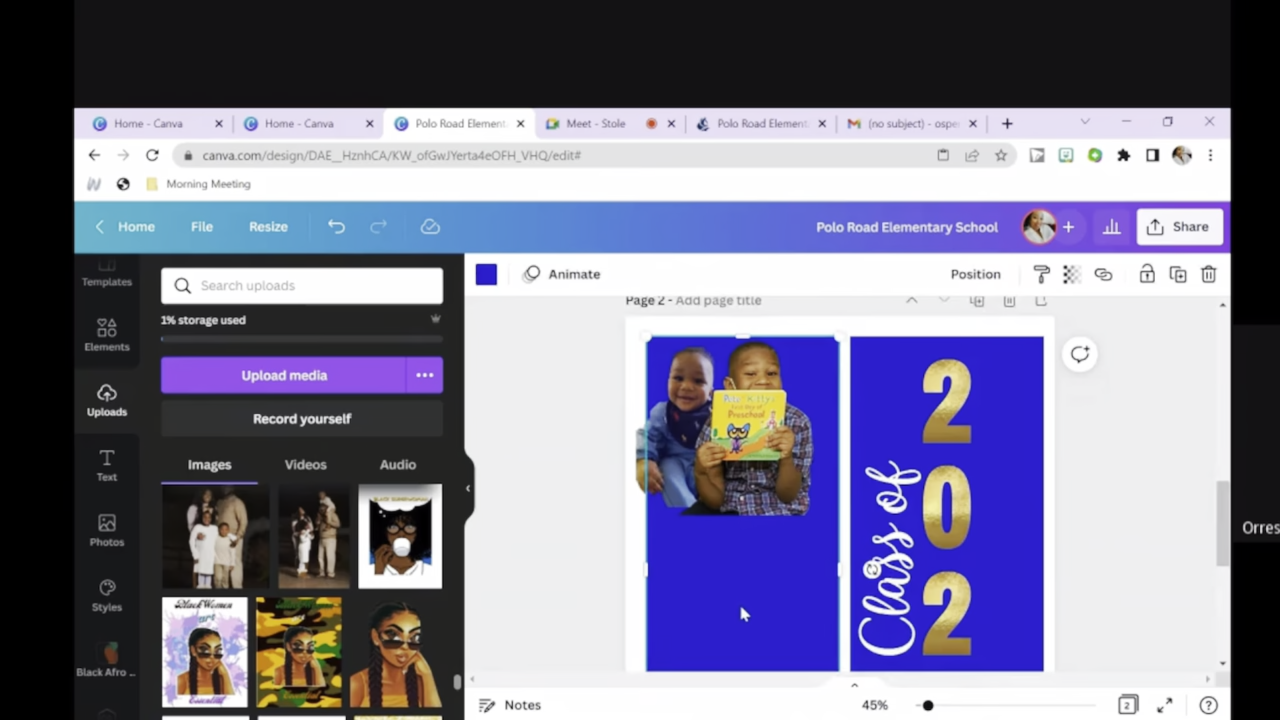 Home - Canva
Home - Canva
Polo Road Element
Meet - Stole
Polo Road Element
(no subject) - ospe
canva.com/design/DAE_HznhCA/KW_ofGwJYerta4eOFH_VHQ/edit#
Morning Meeting
Home
File
Resize
Polo Road Elementary School
Share
Templates
Elements
Uploads
Text
Photos
Styles
Black Afro ...
Search uploads
1% storage used
Upload media
Record yourself
Images
Videos
Audio
Black Women
Animate
Position
Page 2 - Add page title
Preschool
Class of
2
0
2
Notes
45%
2
Orres